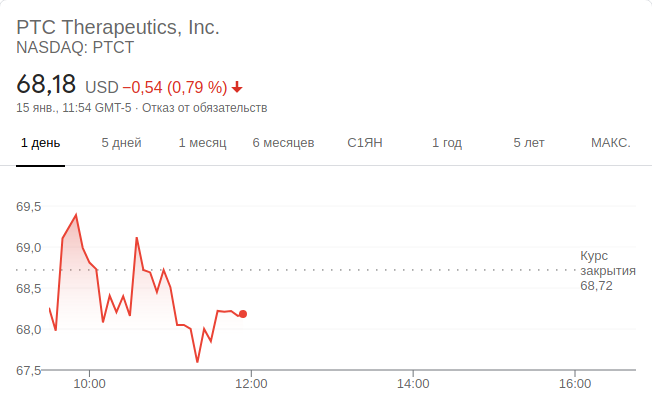 PTC Therapeutics, Inc.
NASDAQ: PTCT
68,18 USD −0,54 (0,79 %)
15 янв., 11:54 GMT-5 · Отказ от обязательств
1 день 5 дней 1 месяц 6 месяцев С1ЯН 1 год 5 лет МАКС.
69,5
69,0
Курс
закрытия
68,72
68,5
68,0
67,5
10:00 12:00 14:00 16:00